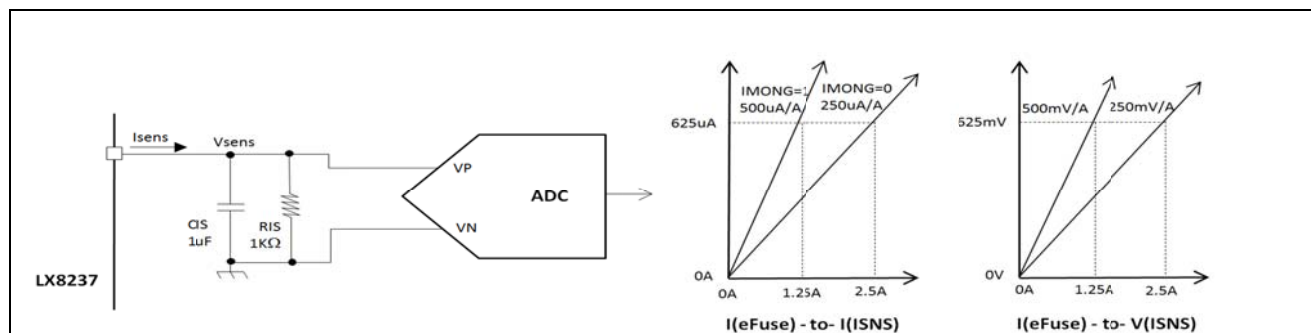 Isens
Vsens
CIS
1uF
RIS
1KΩ
VP
VN
ADC
LX8237
IMONG=1
500uA/A
IMONG=0
250uA/A
625uA
0A
0A
1.25A
2.5A
I(eFuse) - to- I(ISNS)
500mV/A
250mV/A
625mV
0V
0A
1.25A
2.5A
I(eFuse) - to- V(ISNS)